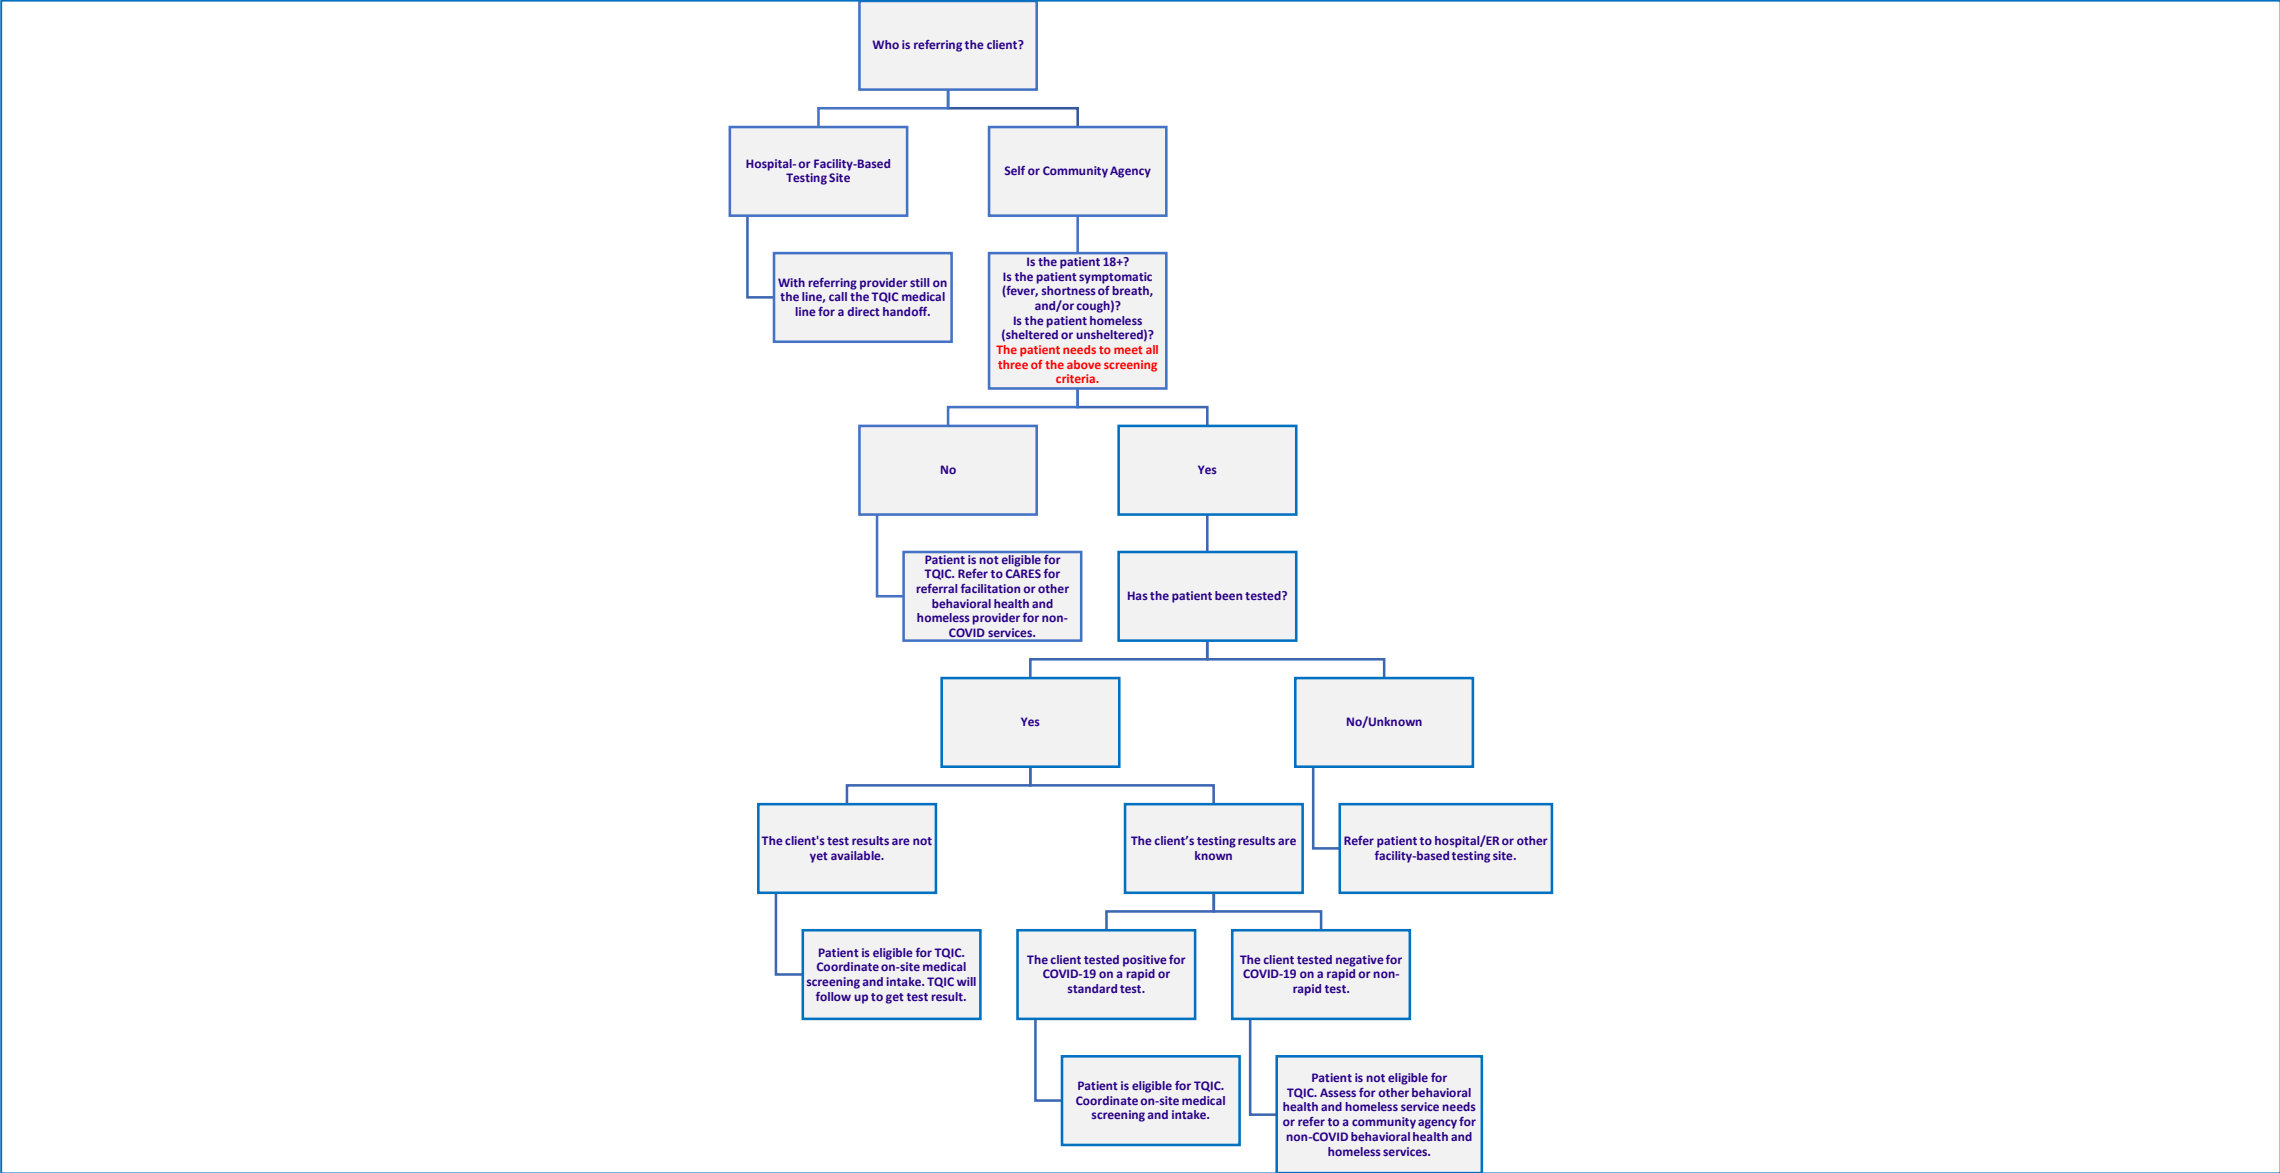 Who is referring the client?
Hospital- or Facility-Based
Testing Site
Self or Community Agency
With referring provider still on
the line, call the TQIC medical
line for a direct handoff.
Is the patient 18+?
Is the patient symptomatic
(fever, shortness of breath,
and/or cough)?
Is the patient homeless
(sheltered or unsheltered)?
The patient needs to meet all
three of the above screening
criteria.
No
Yes
Patient is not eligible for
TQIC. Refer to CARES for
referral facilitation or other
behavioral health and
homeless provider for non-
COVID services.
Has the patient been tested?
Yes
No/Unknown
The client's test results are not
yet available.
The client’s testing results are
known
Refer patient to hospital/ER or other
facility-based testing site.
Patient is eligible for TQIC.
Coordinate on-site medical
screening and intake. TQIC will
follow up to get test result.
The client tested positive for
COVID-19 on a rapid or
standard test.
The client tested negative for
COVID-19 on a rapid or non-
rapid test.
Patient is eligible for TQIC.
Coordinate on-site medical
screening and intake.
Patient is not eligible for
TQIC. Assess for other behavioral
health and homeless service needs
or refer to a community agency for
non-COVID behavioral health and
homeless services.